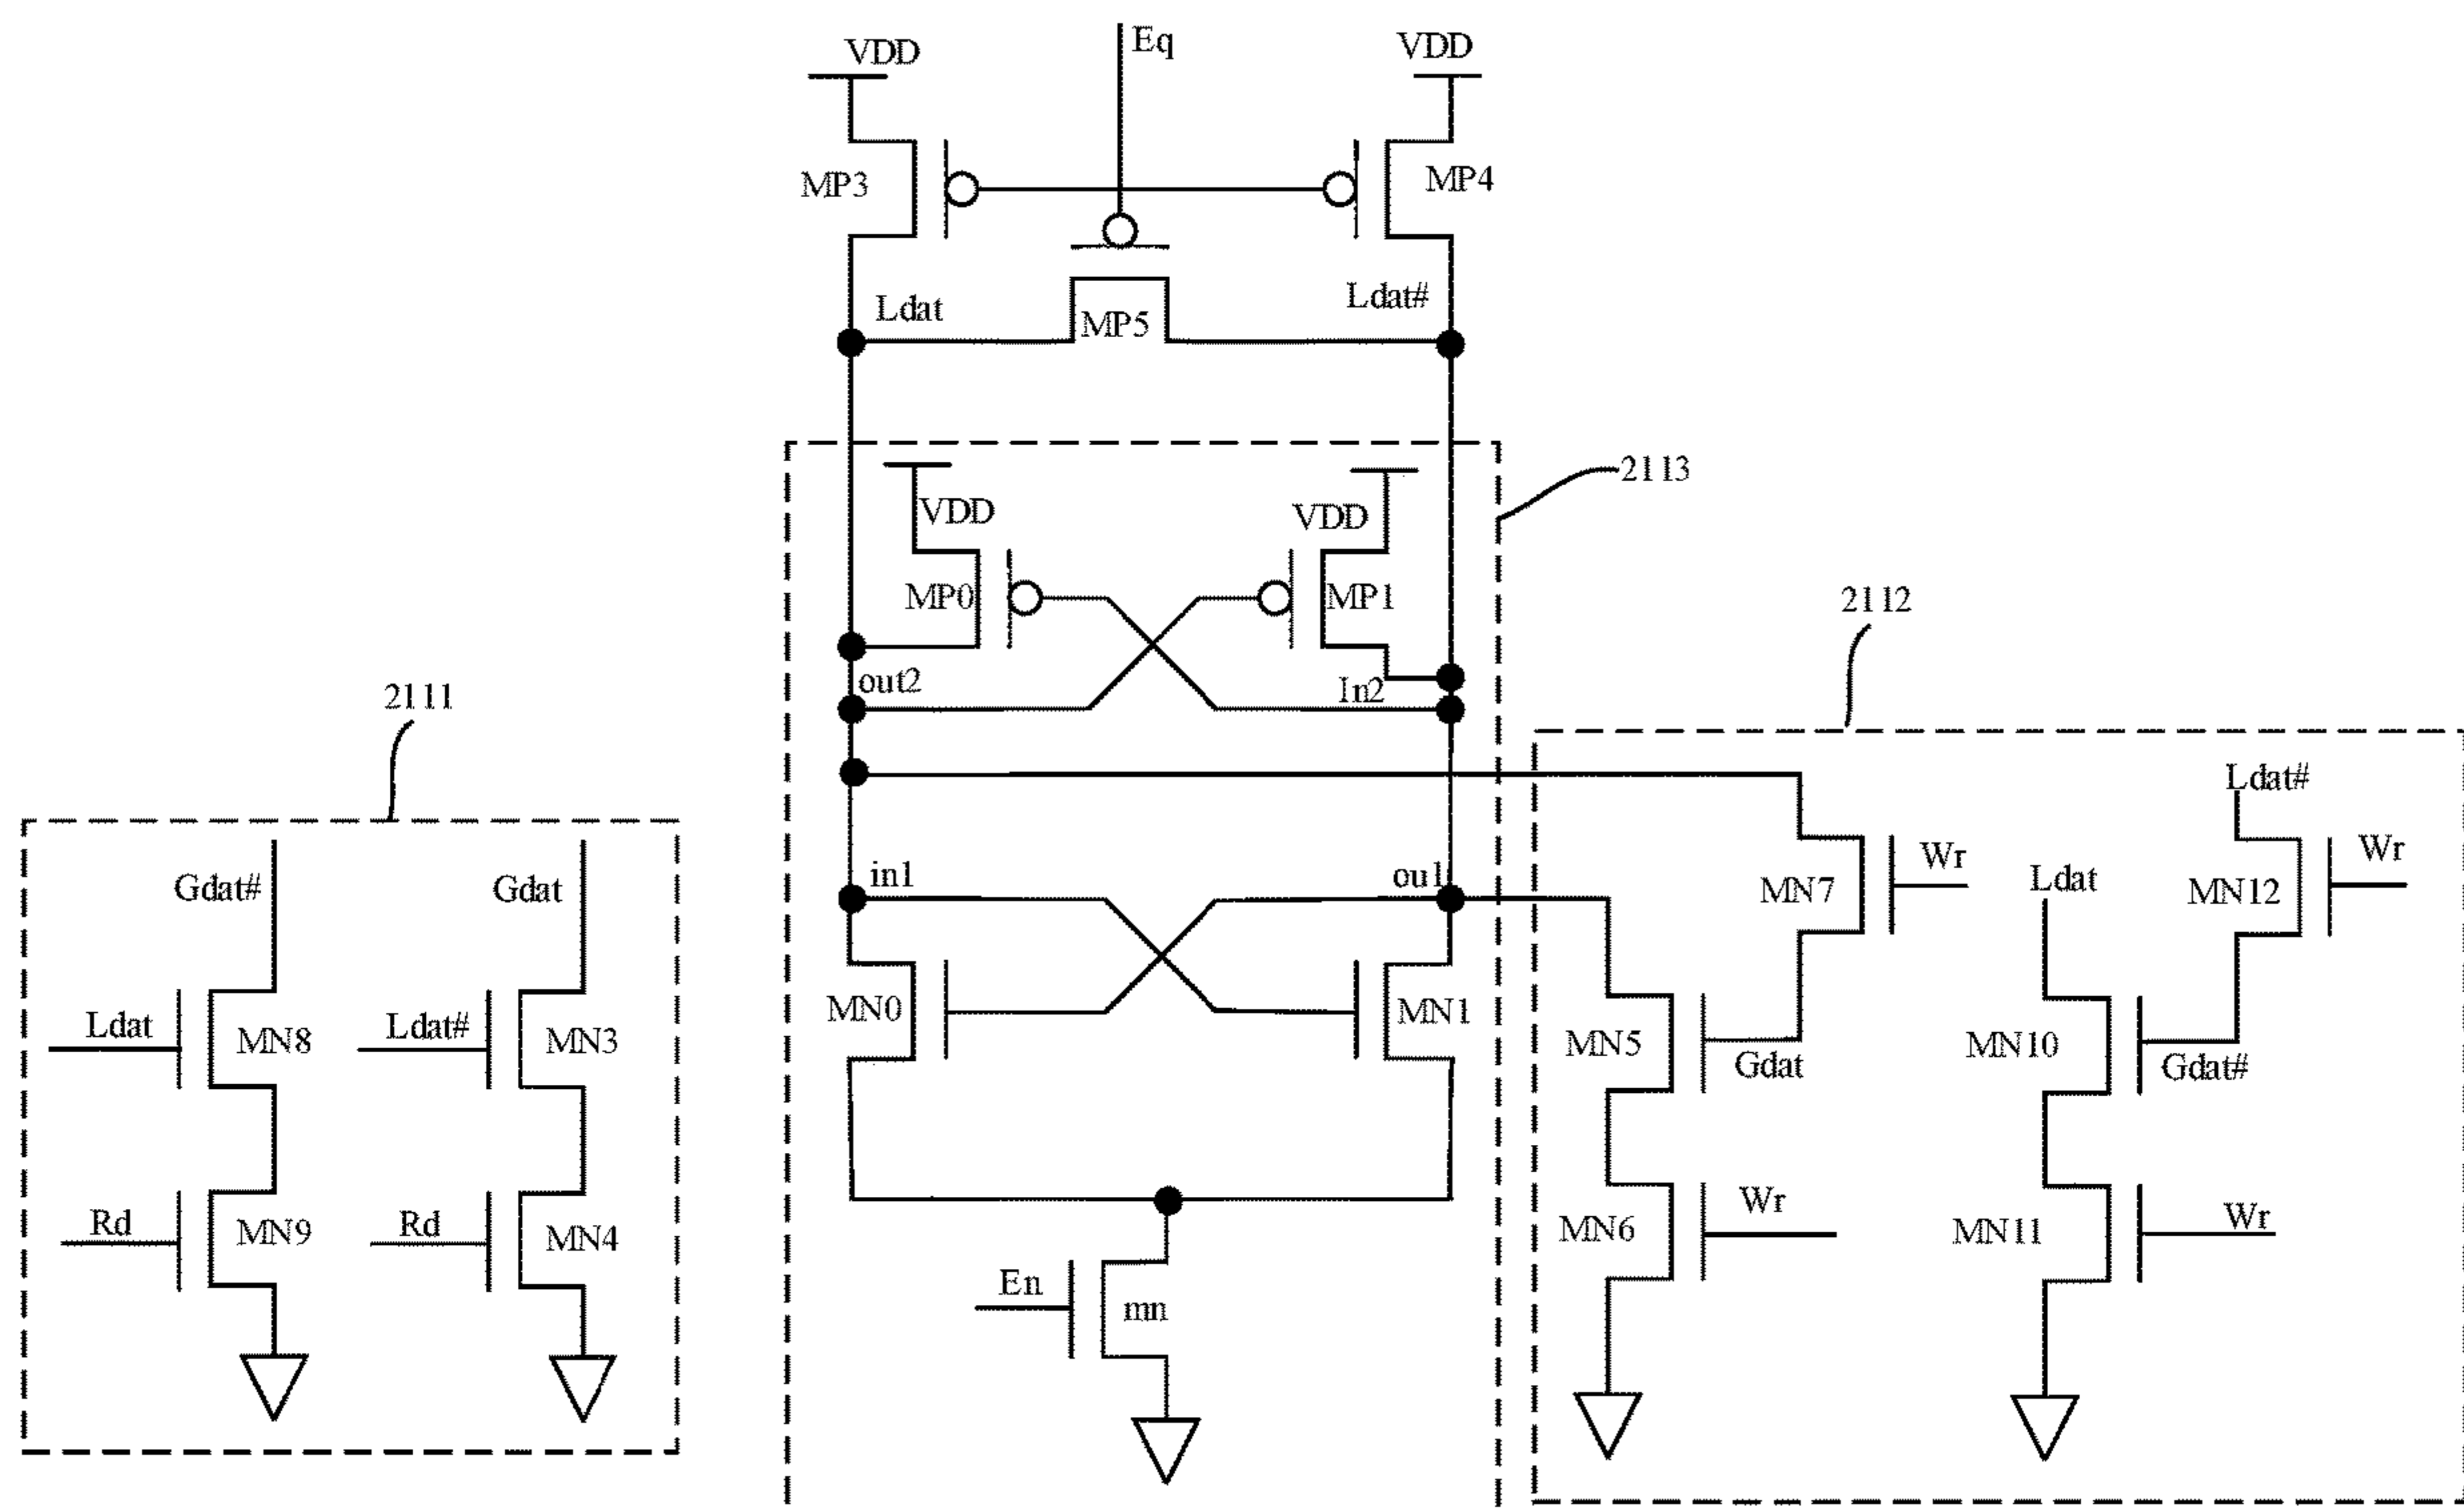 VDD
Eq
VDD
MP3
MP4
Ldat
MP5
Ldat#
2113
VDD
VDD
MP0
MP1
2112
out2
In2
2111
Ldat#
Gdat#
Gdat
in1
ou1
MN7
Wr
Ldat
MN12
Wr
Ldat
MN8
Ldat#
MN3
MN0
MN1
MN5
Gdat
MN10
Gdat#
Rd
MN9
Rd
MN4
En
mn
MN6
Wr
MN11
Wr